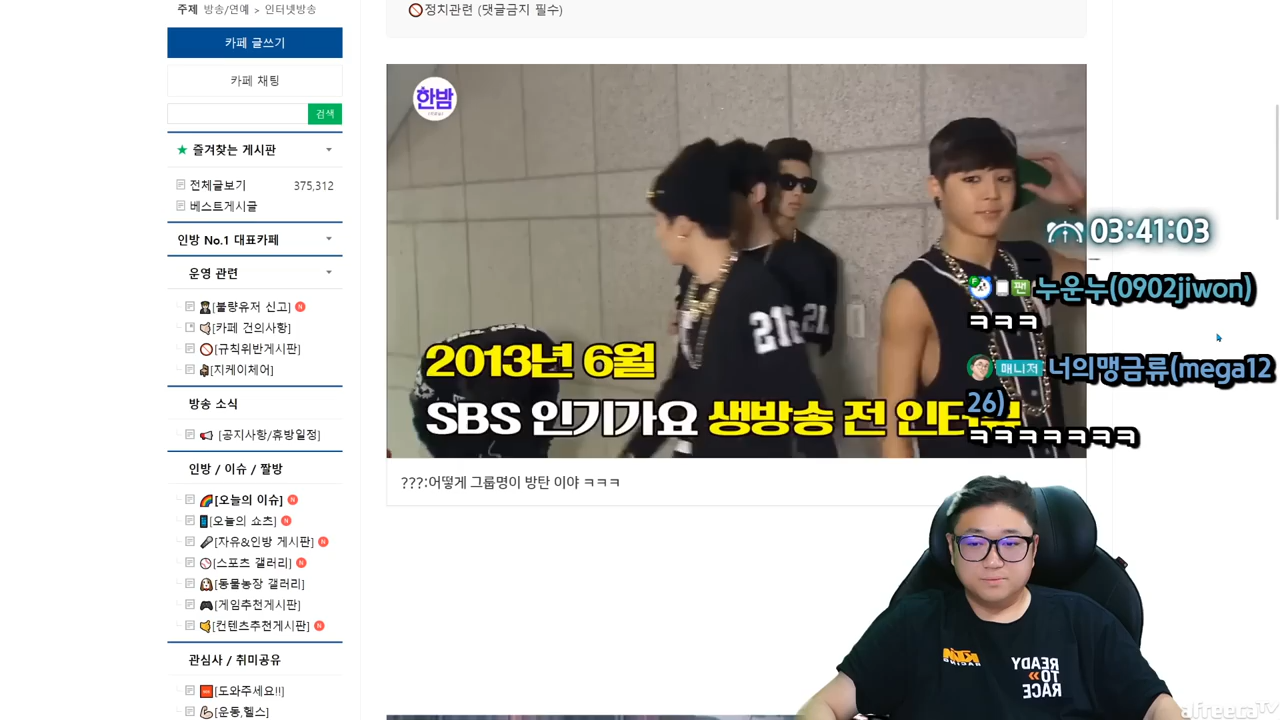 주제 방송/연예 > 인터넷방송
카페 글쓰기
카페 채팅
검색
★ 즐겨찾는 게시판
전체글보기 375,312
베스트게시글
인방 No.1 대표카페
운영 관련
[불량유저 신고] N
[카페 건의사항]
[규칙위반게시판]
[지케이체어]
방송 소식
[공지사항/휴방일정]
인방 / 이슈 / 짤방
[오늘의 이슈] N
[오늘의 쇼츠] N
[자유&인방 게시판] N
[스포츠 갤러리] N
[동물농장 갤러리]
[게임추천게시판]
[컨텐츠추천게시판] N
관심사 / 취미공유
[도와주세요!!]
[운동,헬스]
🚫정치관련 (댓글금지 필수)
한밤
216
21
2013년 6월
SBS 인기가요 생방송 전 인터뷰
???:어떻게 그룹명이 방탄 이야 ㅋㅋㅋ
03:41:03
F 팬 누운누(0902jiwon)
ㅋㅋㅋ
매니저 너의맹금류(mega12
26)
ㅋㅋㅋㅋㅋㅋㅋ
KTM
RACING
READY
TO
RACE
afreecaTV